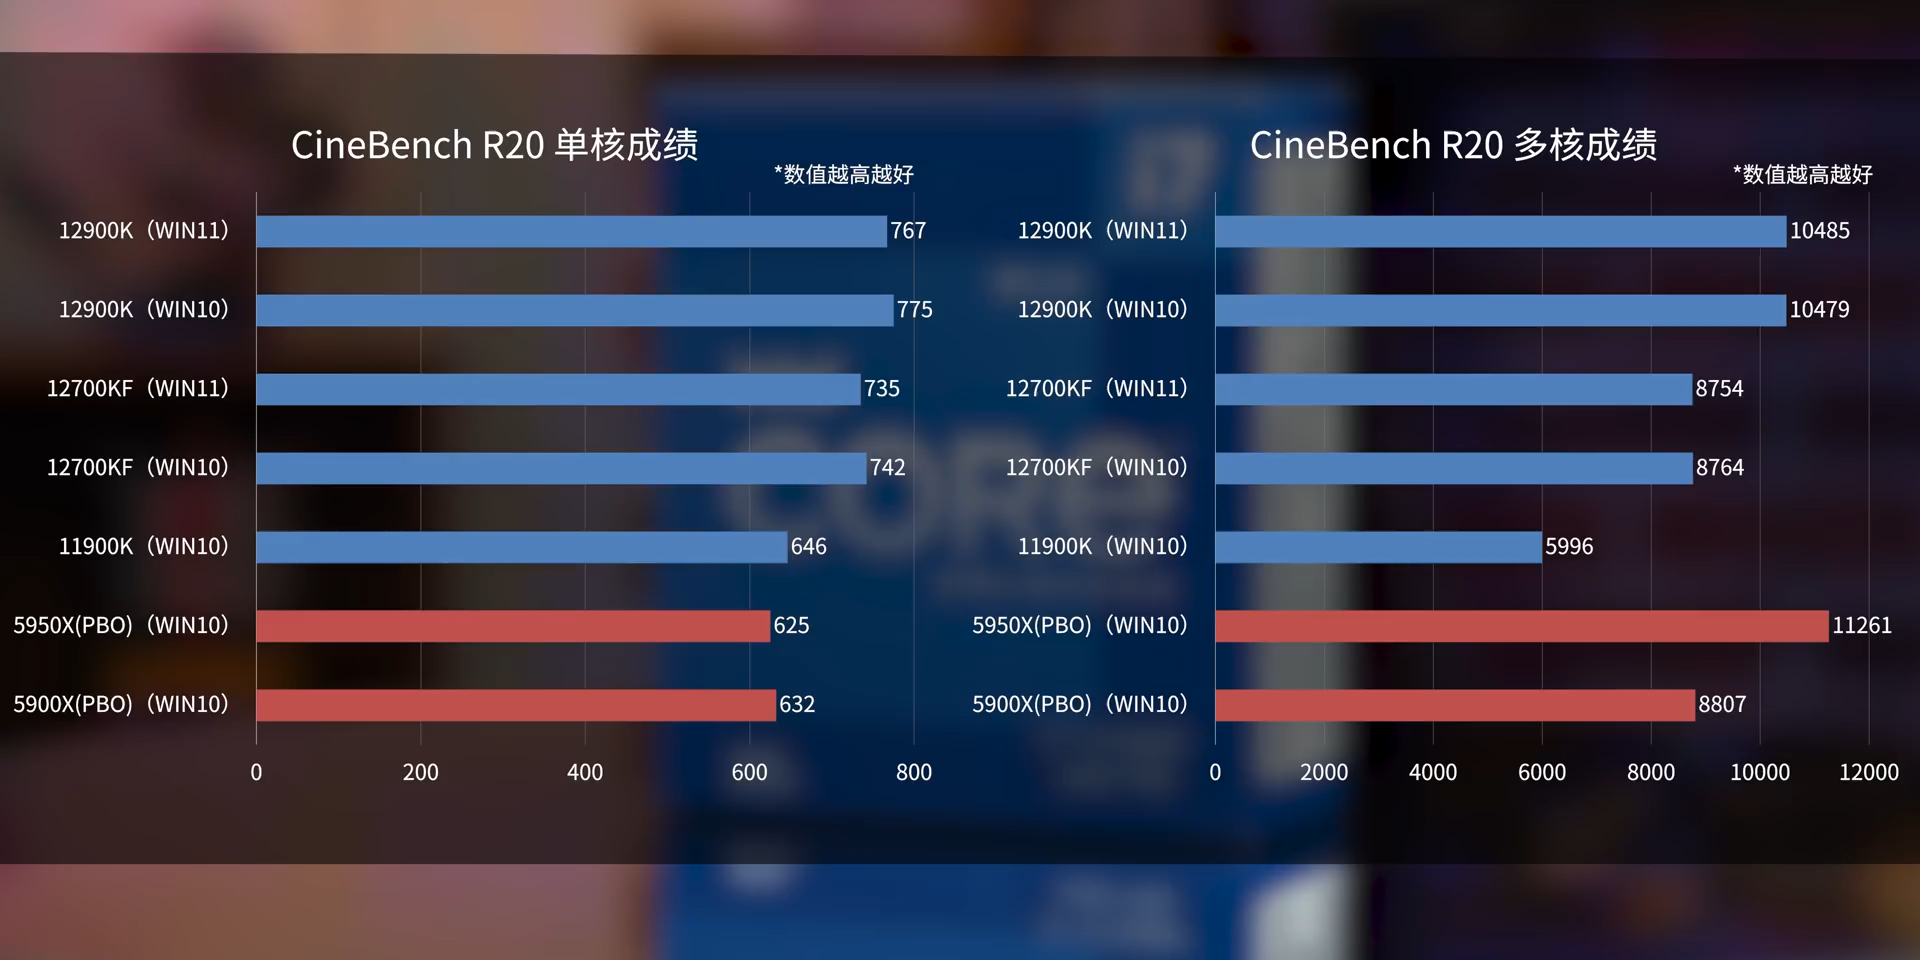 CineBench R20 单核成绩
*数值越高越好
12900K（WIN11） 767
12900K（WIN10） 775
12700KF（WIN11） 735
12700KF（WIN10） 742
11900K（WIN10） 646
5950X(PBO)（WIN10） 625
5900X(PBO)（WIN10） 632
0 200 400 600 800
CineBench R20 多核成绩
*数值越高越好
12900K（WIN11） 10485
12900K（WIN10） 10479
12700KF（WIN11） 8754
12700KF（WIN10） 8764
11900K（WIN10） 5996
5950X(PBO)（WIN10） 11261
5900X(PBO)（WIN10） 8807
0 2000 4000 6000 8000 10000 12000
i7
CORE